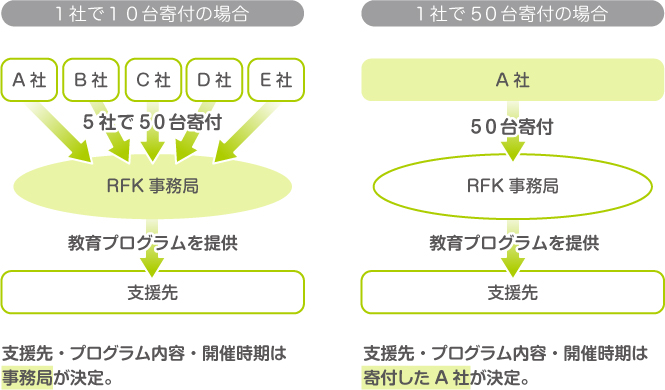 1社で10台寄付の場合
A社
B社
C社
D社
E社
5社で50台寄付
RFK事務局
教育プログラムを提供
支援先
支援先・プログラム内容・開催時期は
事務局が決定。
1社で50台寄付の場合
A社
50台寄付
RFK事務局
教育プログラムを提供
支援先
支援先・プログラム内容・開催時期は
寄付したA社が決定。